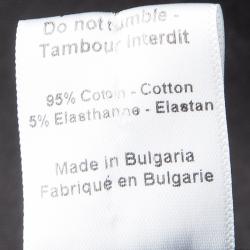 Do not tumble -
Tambour interdit
95% Coton - Cotton
5% Elasthanne - Elastan
Made in Bulgaria
Fabriqué en Bulgarie